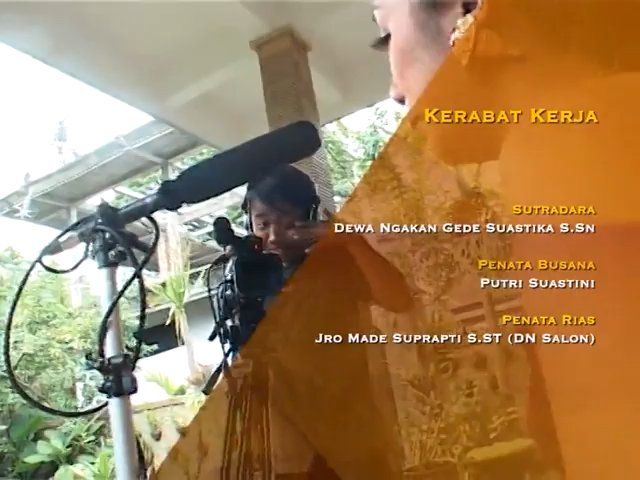 KERABAT KERJA
SUTRADARA
DEWA NGAKAN GEDE SUASTIKA S.SN
PENATA BUSANA
PUTRI SUASTINI
PENATA RIAS
JRO MADE SUPRAPTI S.ST (DN SALON)